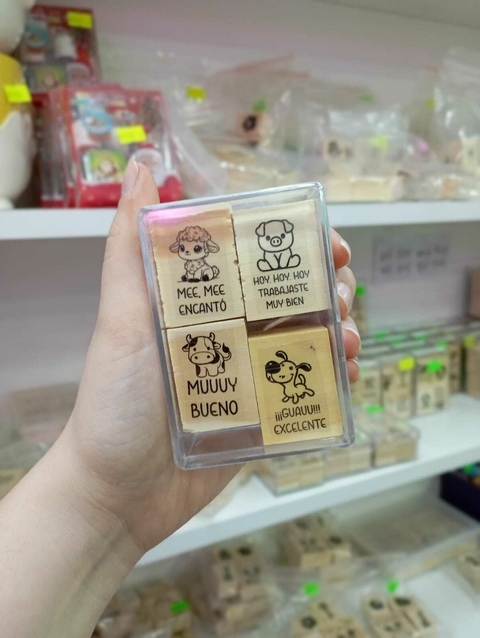 MEE, MEE
ENCANTÓ
HOY HOY. HOY
TRABAJASTE
MUY BIEN
MUUUY
BUENO
¡¡¡GUAUU!!!
EXCELENTE